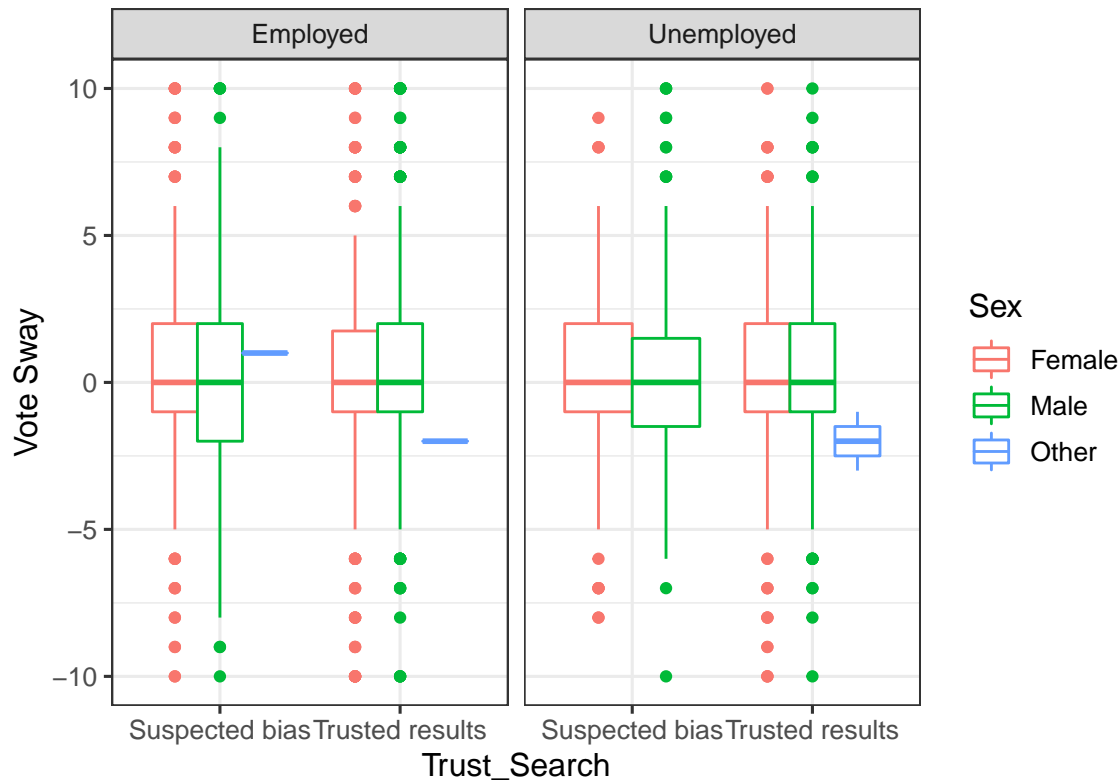 Employed
Unemployed
10
5
0
−5
−10
Vote Sway
Suspected bias
Trusted results
Suspected bias
Trusted results
Trust_Search
Sex
Female
Male
Other